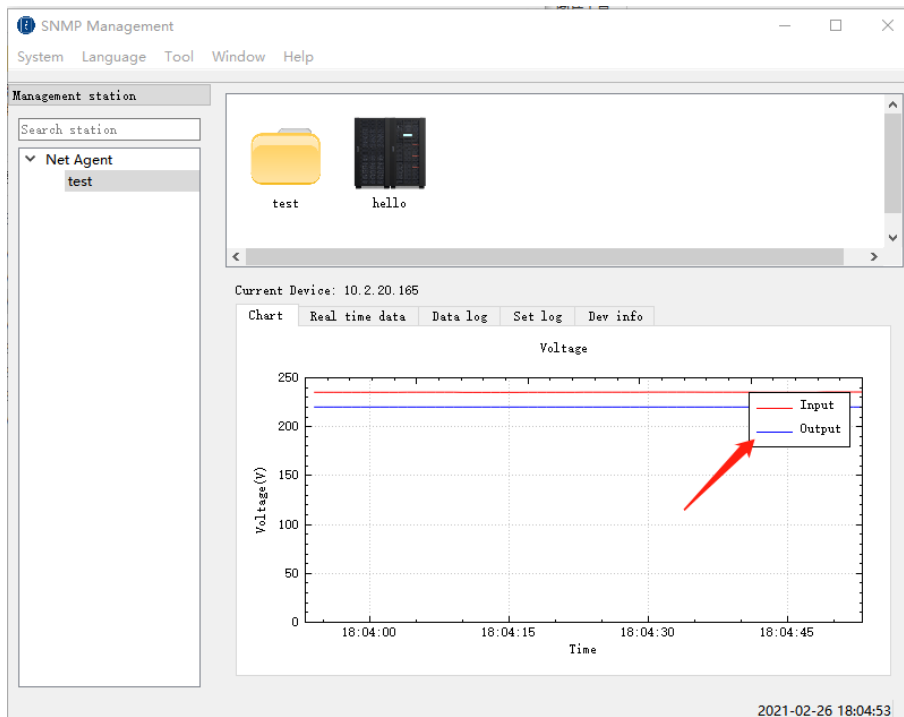 SNMP Management
System Language Tool Window Help
Management station
Search station
Net Agent
test
test
hello
Current Device: 10.2.20.165
Chart Real time data Data log Set log Dev info
Voltage
250
200
150
100
50
0
Voltage(V)
Input
Output
18:04:00 18:04:15 18:04:30 18:04:45
Time
2021-02-26 18:04:53